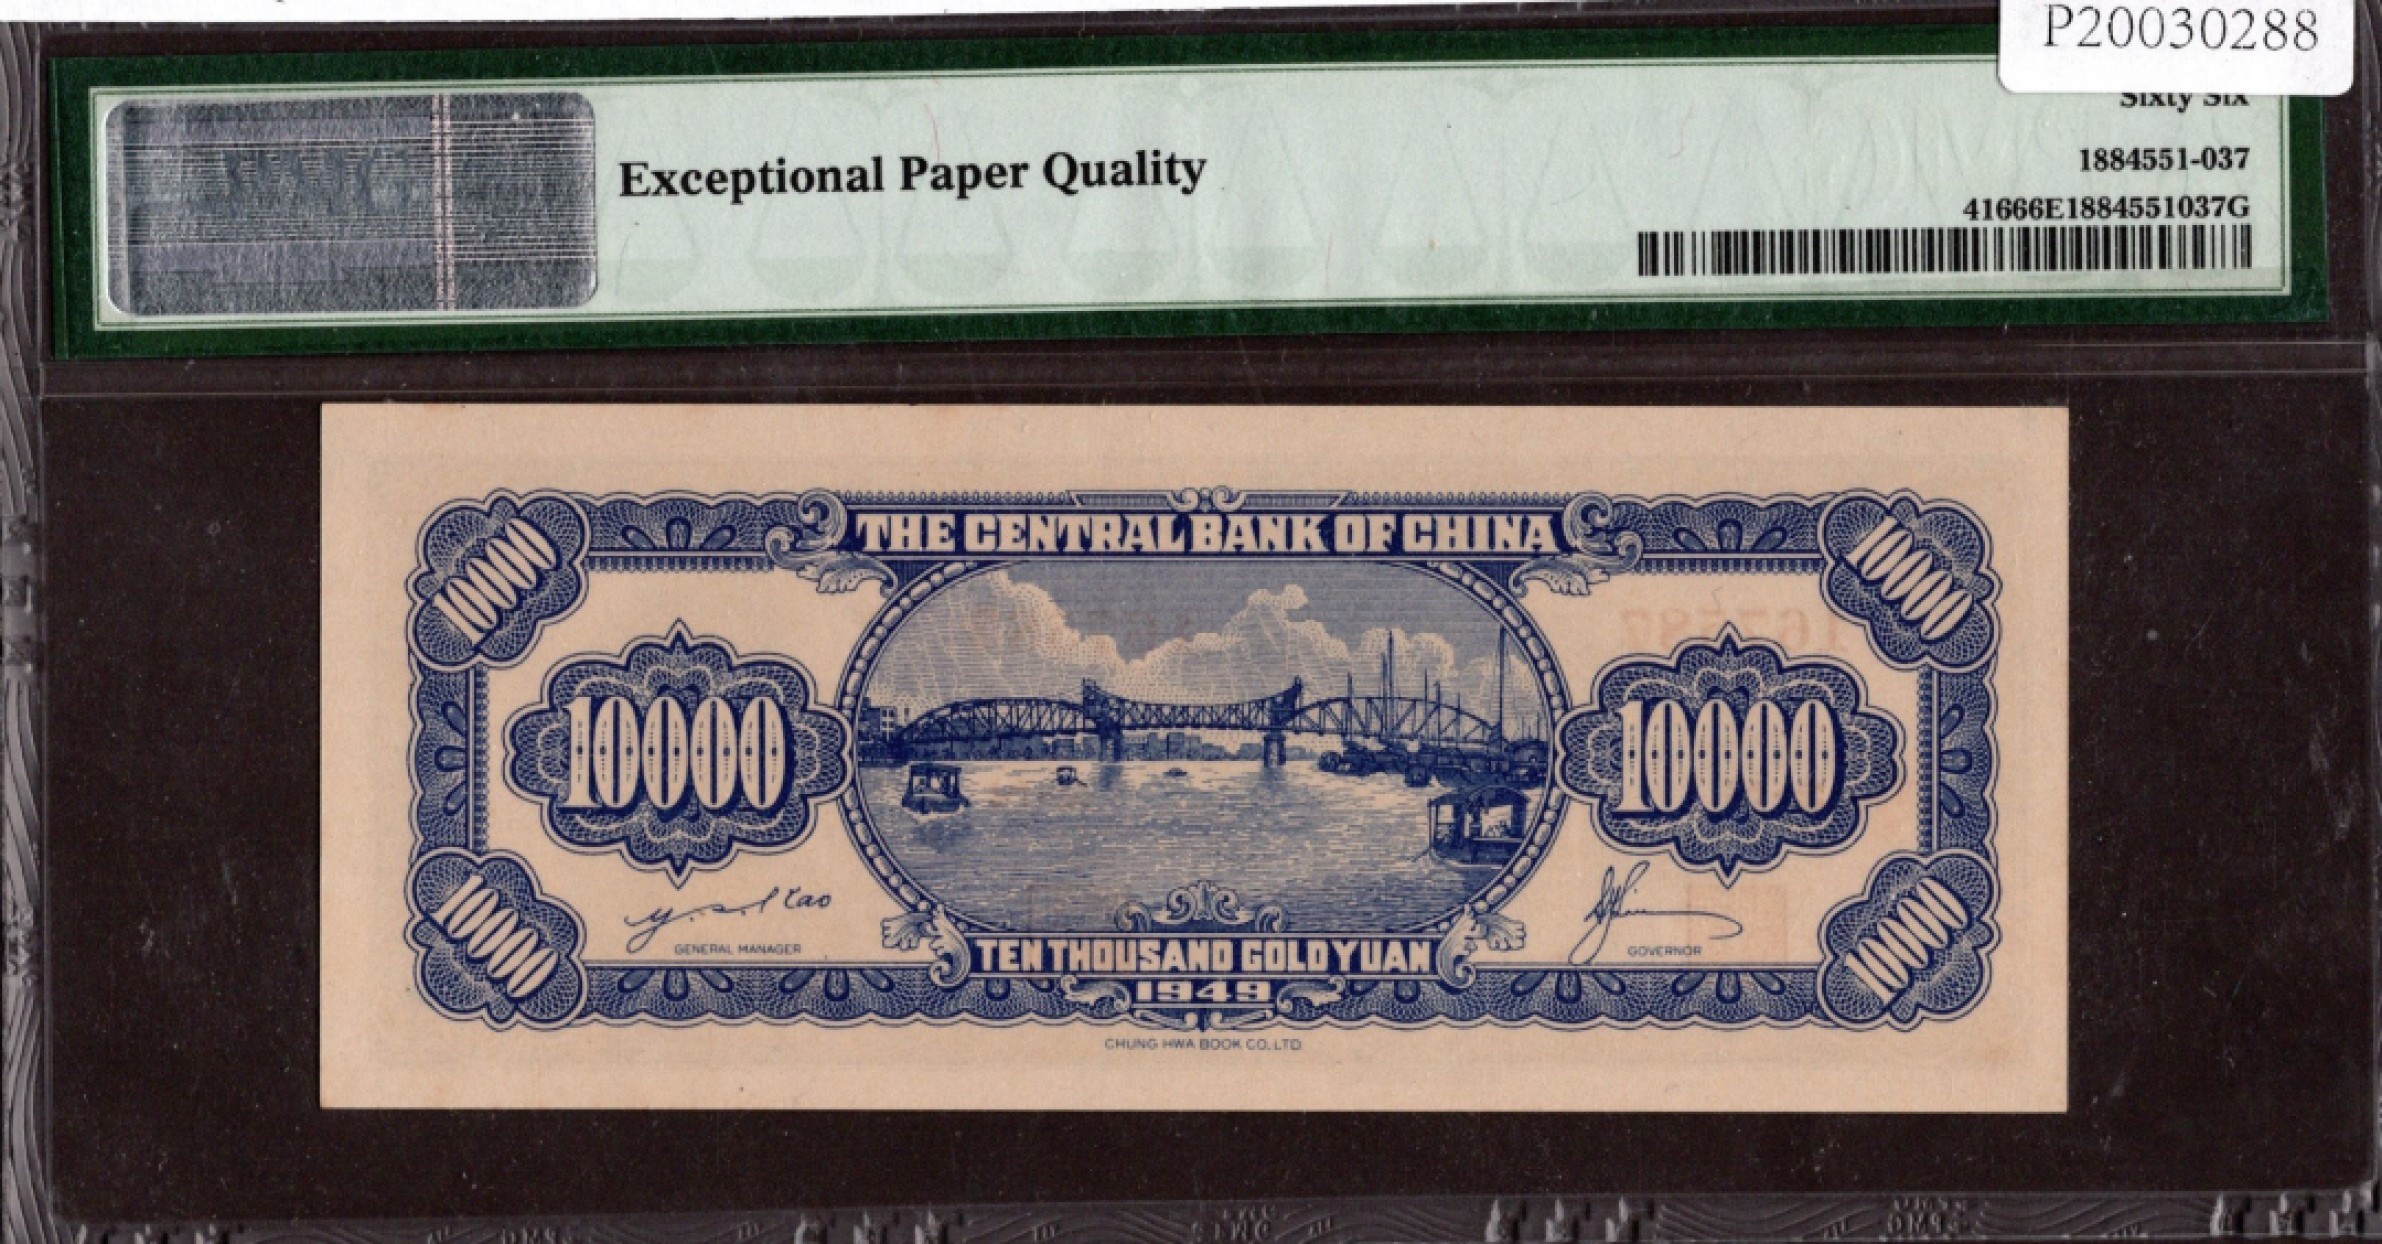 P20030288
Sixty Six
Exceptional Paper Quality
1884551-037
41666E1884551037G
THE CENTRAL BANK OF CHINA
10000
10000
10000
10000
GENERAL MANAGER
TEN THOUSAND GOLD YUAN
GOVERNOR
10000
10000
1949
CHUNG HWA BOOK CO. LTD